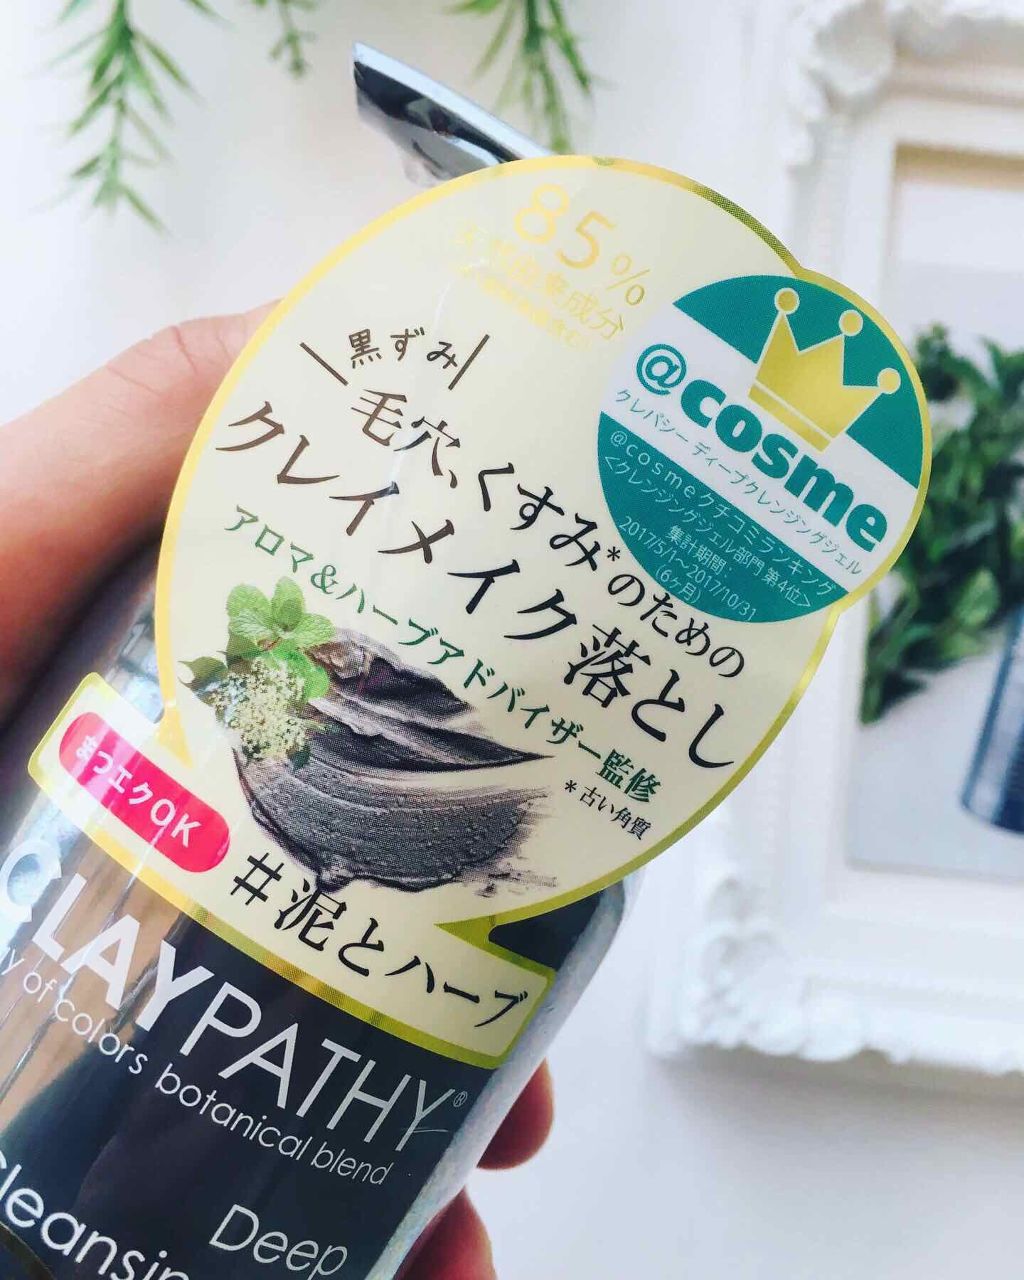 85%
由来成分
黒ずみ
毛穴、くすみ*のための
クレイメイク落とし
アロマ&ハーブアドバイザー監修
*古い角質
@cosme
クレパシー ディープクレンジングジェル
@cosmeクチコミランキング
<クレンジングジェル部門 第4位>
集計期間
2017/5/1~2017/10/31
(6ヶ月)
まつエクOK
#泥とハーブ
CLAYPATHY®
of colors botanical blend
Deep